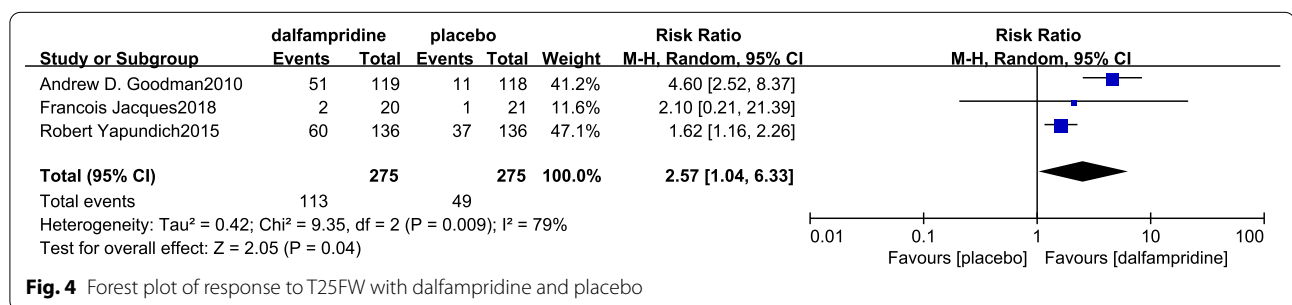 dalfampridine placebo Risk Ratio Risk Ratio
Study or Subgroup Events Total Events Total Weight M-H, Random, 95% CI M-H, Random, 95% CI
Andrew D. Goodman2010 51 119 11 118 41.2% 4.60 [2.52, 8.37]
Francois Jacques2018 2 20 1 21 11.6% 2.10 [0.21, 21.39]
Robert Yapundich2015 60 136 37 136 47.1% 1.62 [1.16, 2.26]
Total (95% CI) 275 275 100.0% 2.57 [1.04, 6.33]
Total events 113 49
Heterogeneity: Tau² = 0.42; Chi² = 9.35, df = 2 (P = 0.009); I² = 79%
Test for overall effect: Z = 2.05 (P = 0.04)
0.01 0.1 1 10 100
Favours [placebo] Favours [dalfampridine]
Fig. 4 Forest plot of response to T25FW with dalfampridine and placebo